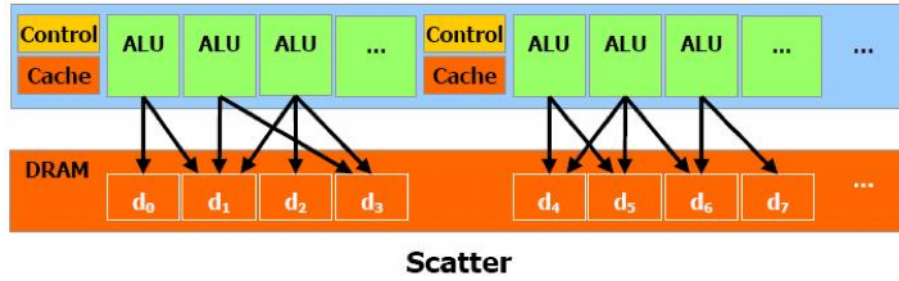 Control ALU ALU ALU ... Control ALU ALU ALU ... ...
Cache Cache
DRAM ...
d₀ d₁ d₂ d₃ d₄ d₅ d₆ d₇
Scatter